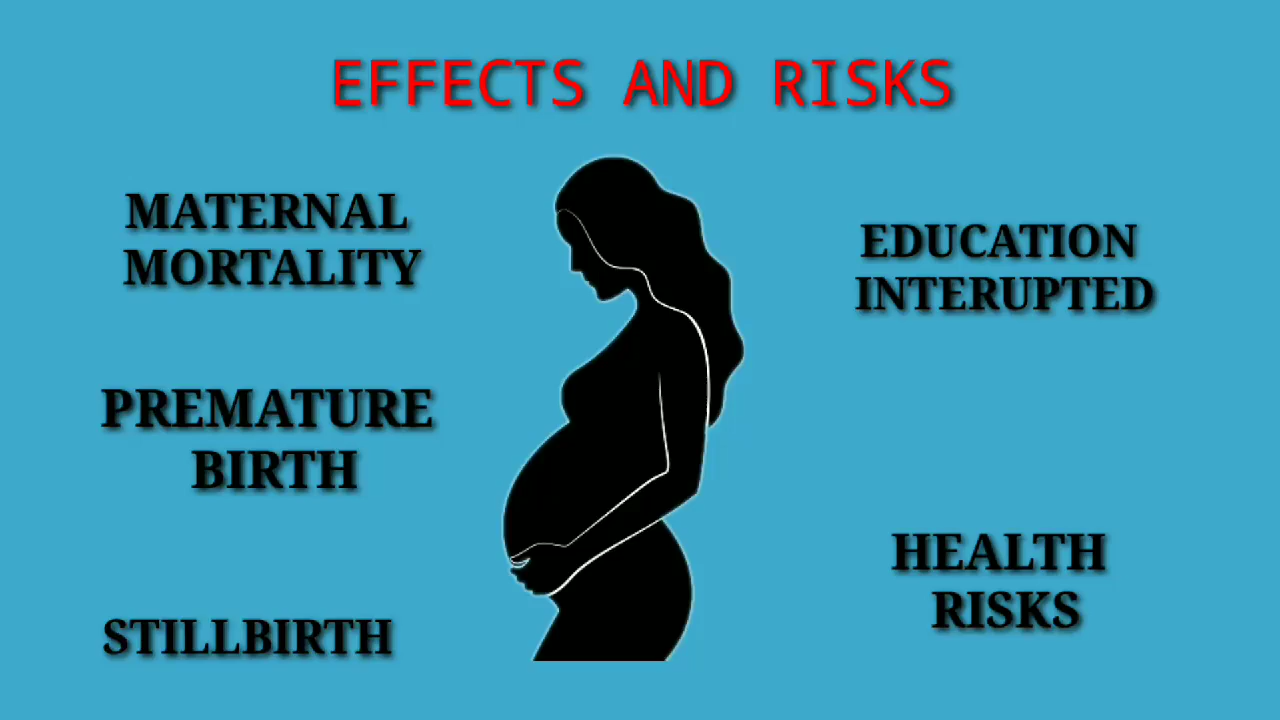 EFFECTS AND RISKS
MATERNAL
MORTALITY
PREMATURE
BIRTH
STILLBIRTH
EDUCATION
INTERUPTED
HEALTH
RISKS